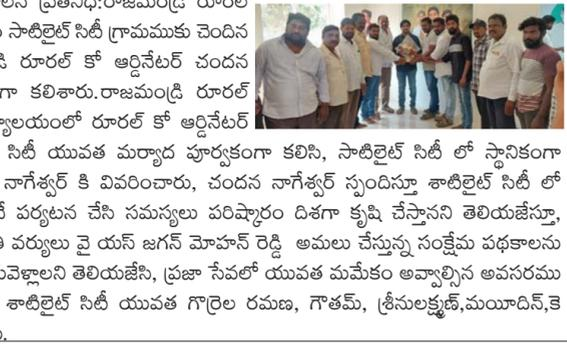 ప్రతినిధి:రాజమండ్రి రూరల్
సాటిలైట్ సిటీ గ్రామముకు చెందిన
రూరల్ కో ఆర్డినేటర్ చందన
గా కలిశారు.రాజమండ్రి రూరల్
్యాలయంలో రూరల్ కో ఆర్డినేటర్
సిటీ యువత మర్యాద పూర్వకంగా కలిసి, సాటిలైట్ సిటీ లో స్థానికంగా
నాగేశ్వర్ కి వివరించారు, చందన నాగేశ్వర్ స్పందిస్తూ శాటిలైట్ సిటీ లో
పర్యటన చేసి సమస్యలు పరిష్కారం దిశగా కృషి చేస్తానని తెలియజేస్తూ,
వర్యులు వై యస్ జగన్ మోహన్ రెడ్డి అమలు చేస్తున్న సంక్షేమ పథకాలను
వెళ్లాలని తెలియజేసి, ప్రజా సేవలో యువత మమేకం అవ్వాల్సిన అవసరము
శాటిలైట్ సిటీ యువత గొర్రెల రమణ, గౌతమ్, శ్రీనులక్ష్మణ్,మయీదిన్,కె